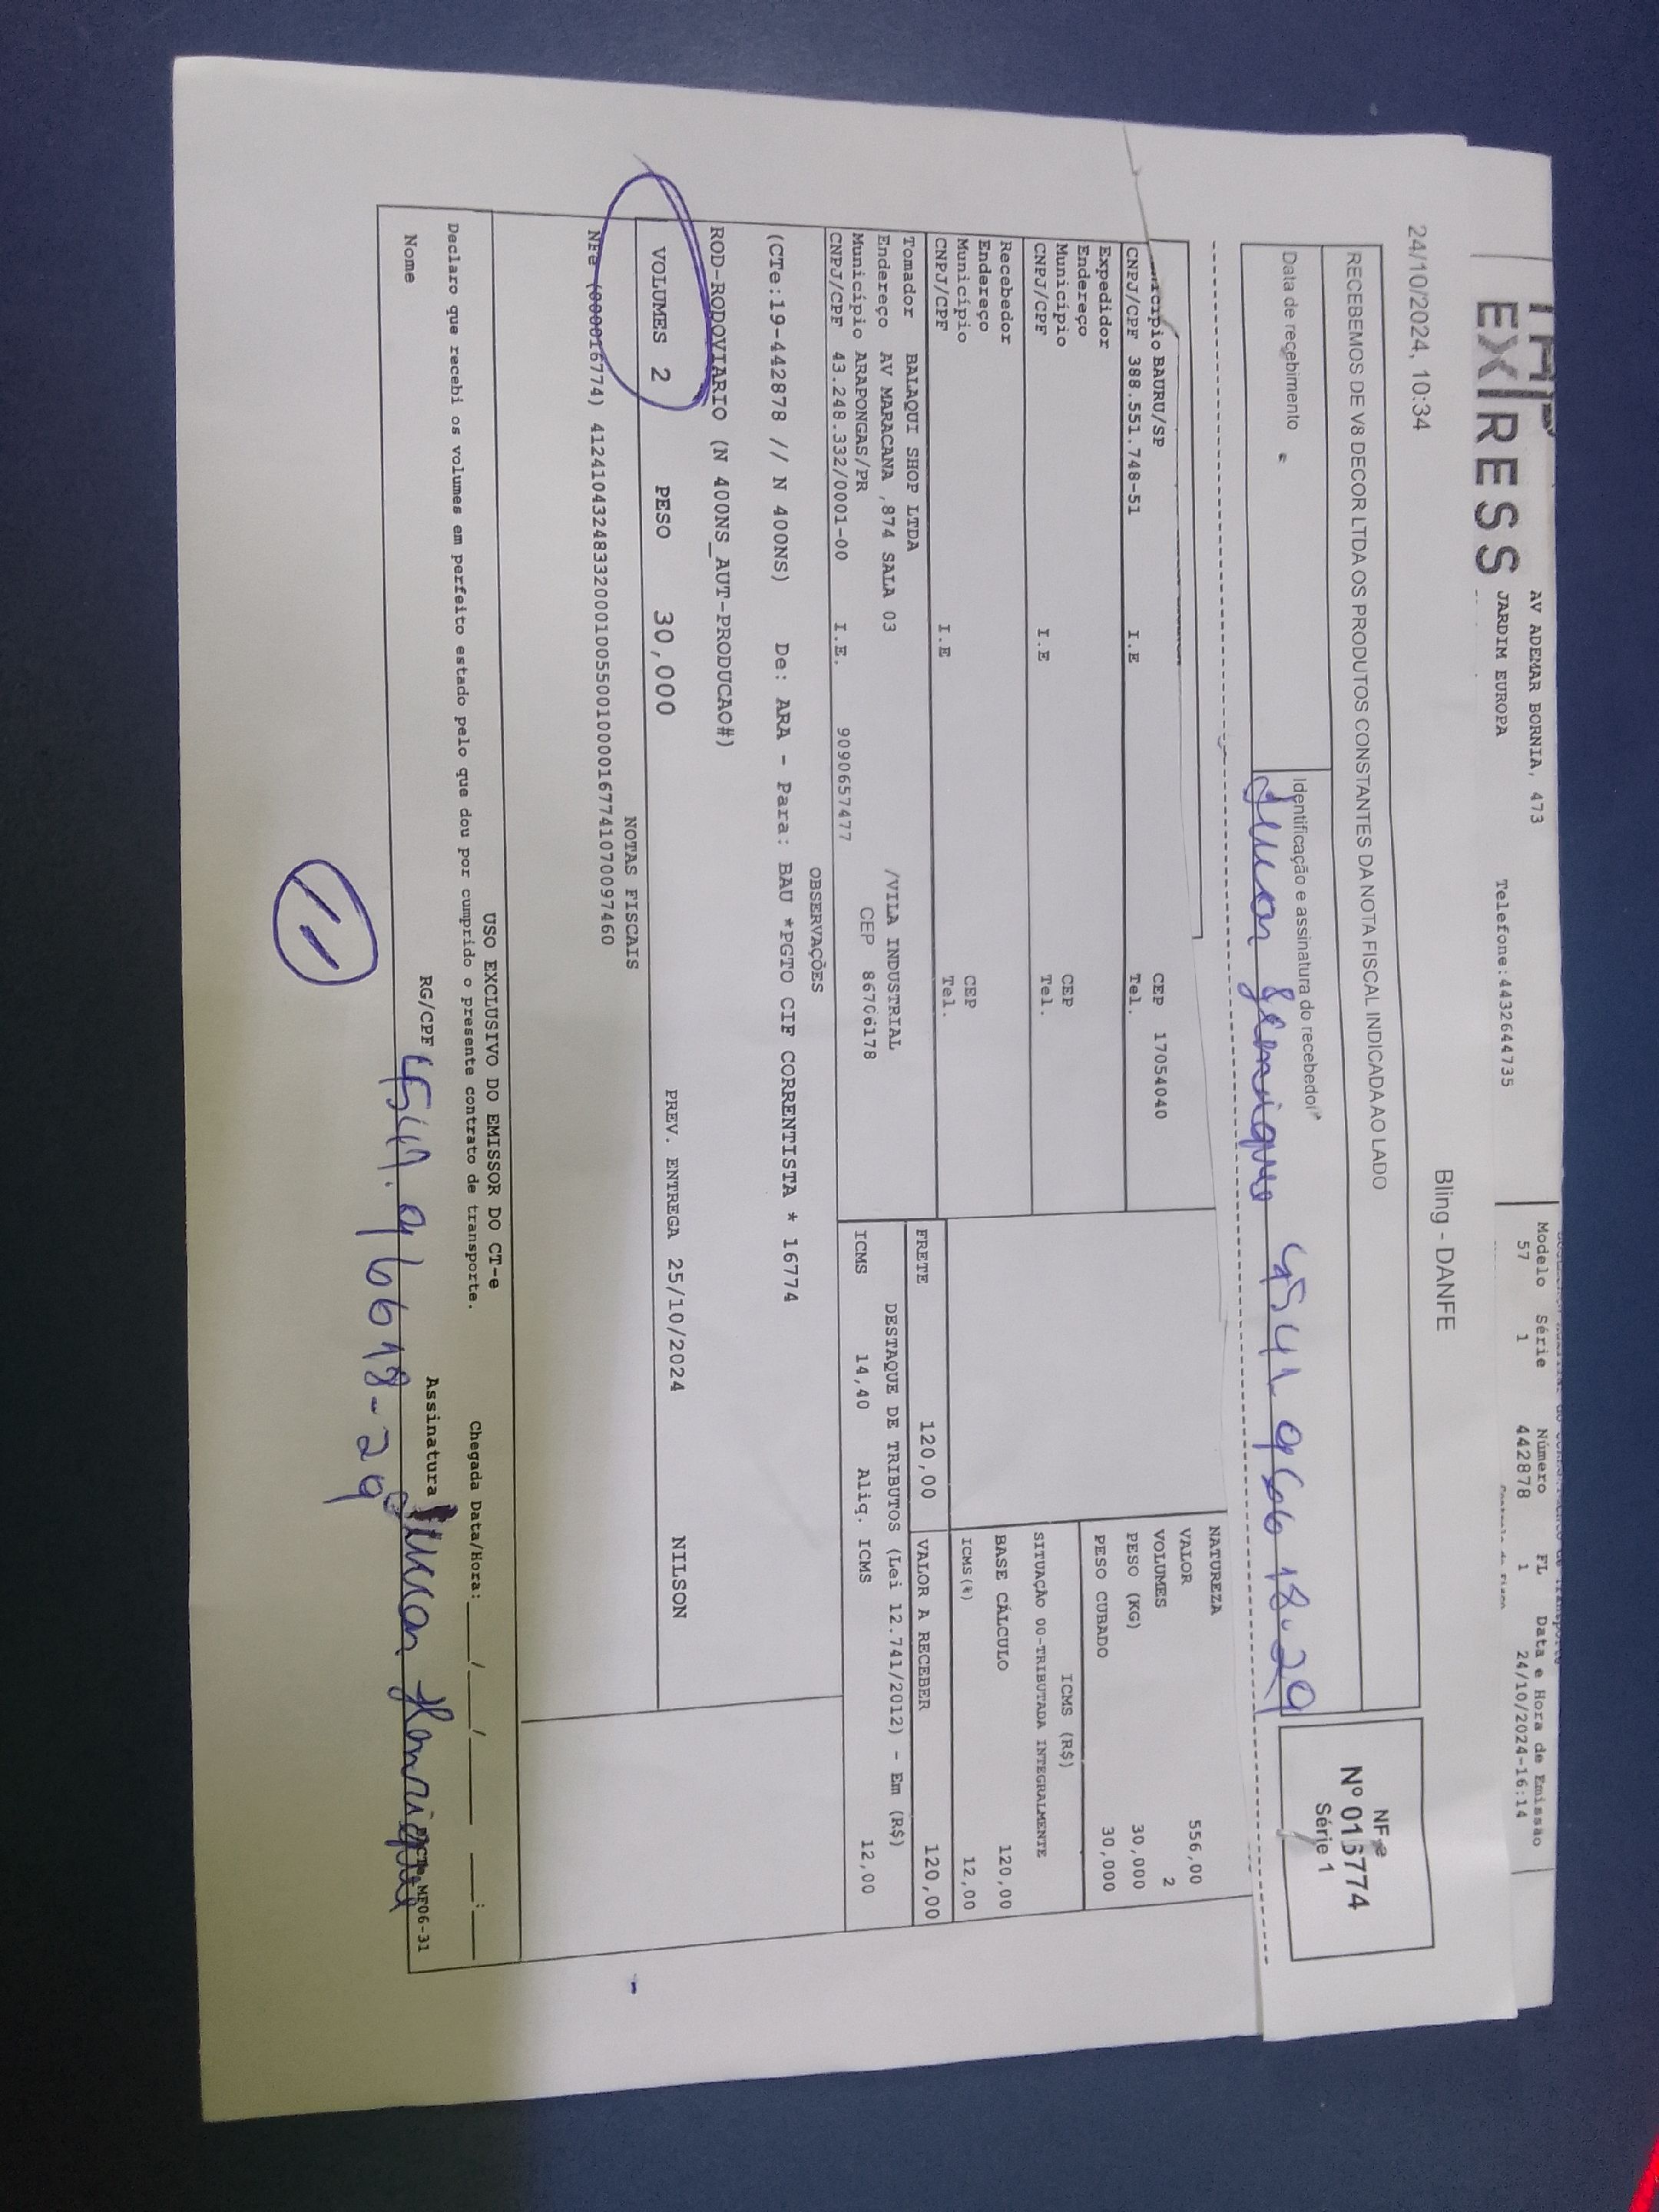 EXPRESS
AV ADEMAR BORNIA, 473
JARDIM EUROPA
Telefone:4432644735
Modelo Série Número FL Data e Hora de Emissão
57 1 442878 1 24/10/2024-16:14
24/10/2024, 10:34 Bling - DANFE
RECEBEMOS DE V8 DECOR LTDA OS PRODUTOS CONSTANTES DA NOTA FISCAL INDICADA AO LADO
Data de recebimento
Identificação e assinatura do recebedor
NFe
Nº 016774
Série 1
BAURU/SP CEP 17054040
CNPJ/CPF 388.551.748-51 I.E Tel.
Expedidor
Endereço
Município CEP
CNPJ/CPF I.E Tel.
Recebedor
Endereço
Município CEP
CNPJ/CPF I.E Tel.
Tomador BALAQUI SHOP LTDA
Endereço AV MARACANA ,874 SALA 03 /VILA INDUSTRIAL
Município ARAPONGAS/PR CEP 86706178
CNPJ/CPF 43.248.332/0001-00 I.E. 9090657477
NATUREZA
VALOR 556,00
VOLUMES 2
PESO (KG) 30,000
PESO CUBADO 30,000
ICMS (R$)
SITUAÇÃO 00-TRIBUTADA INTEGRALMENTE
BASE CÁLCULO 120,00
ICMS(%) 12,00
FRETE 120,00 VALOR A RECEBER 120,00
DESTAQUE DE TRIBUTOS (Lei 12.741/2012) - Em (R$)
ICMS 14,40 Aliq. ICMS 12,00
OBSERVAÇÕES
(CTe:19-442878 // N 400NS) De: ARA - Para: BAU *PGTO CIF CORRENTISTA * 16774
ROD-RODOVIARIO (N 400NS_AUT-PRODUCAO#)
VOLUMES 2 PESO 30,000 PREV. ENTREGA 25/10/2024 NILSON
NOTAS FISCAIS
NFe (000016774) 41241043248332000100550010000167741070097460
USO EXCLUSIVO DO EMISSOR DO CT-e
Declaro que recebi os volumes em perfeito estado pelo que dou por cumprido o presente contrato de transporte. Chegada Data/Hora:____/____/____ ___:___
Nome RG/CPF Assinatura